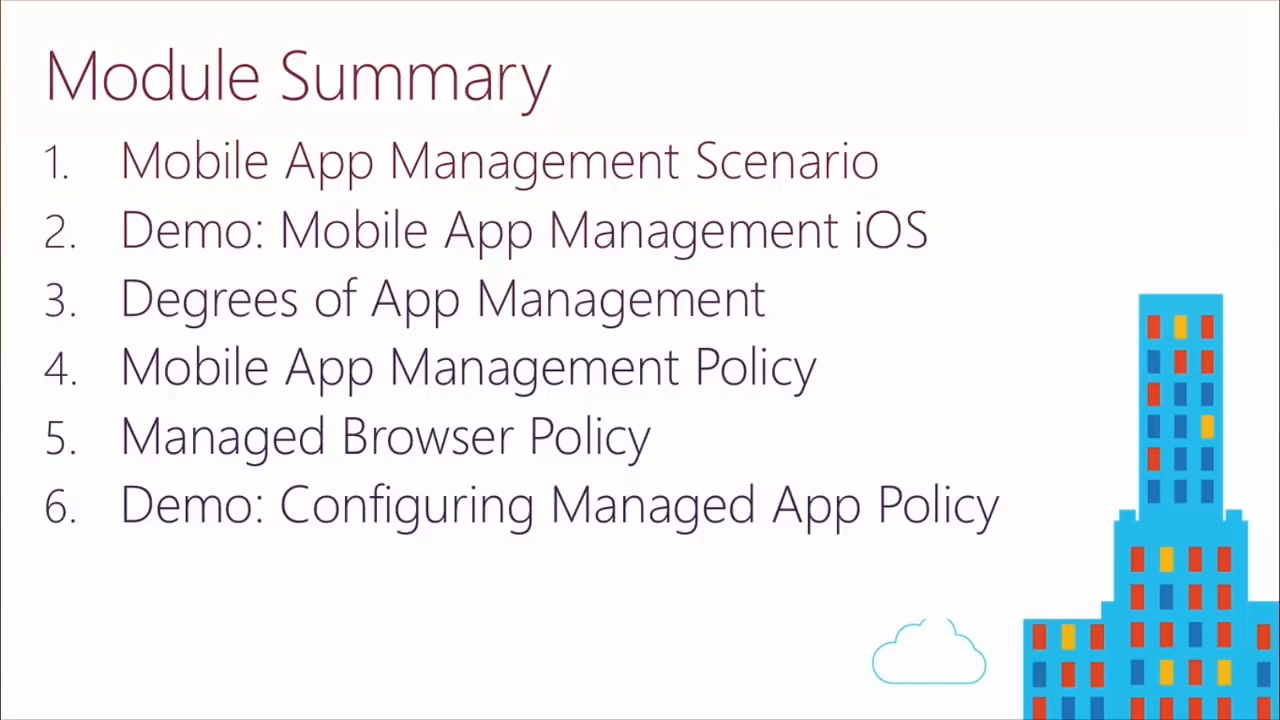 Module Summary
1. Mobile App Management Scenario
2. Demo: Mobile App Management iOS
3. Degrees of App Management
4. Mobile App Management Policy
5. Managed Browser Policy
6. Demo: Configuring Managed App Policy